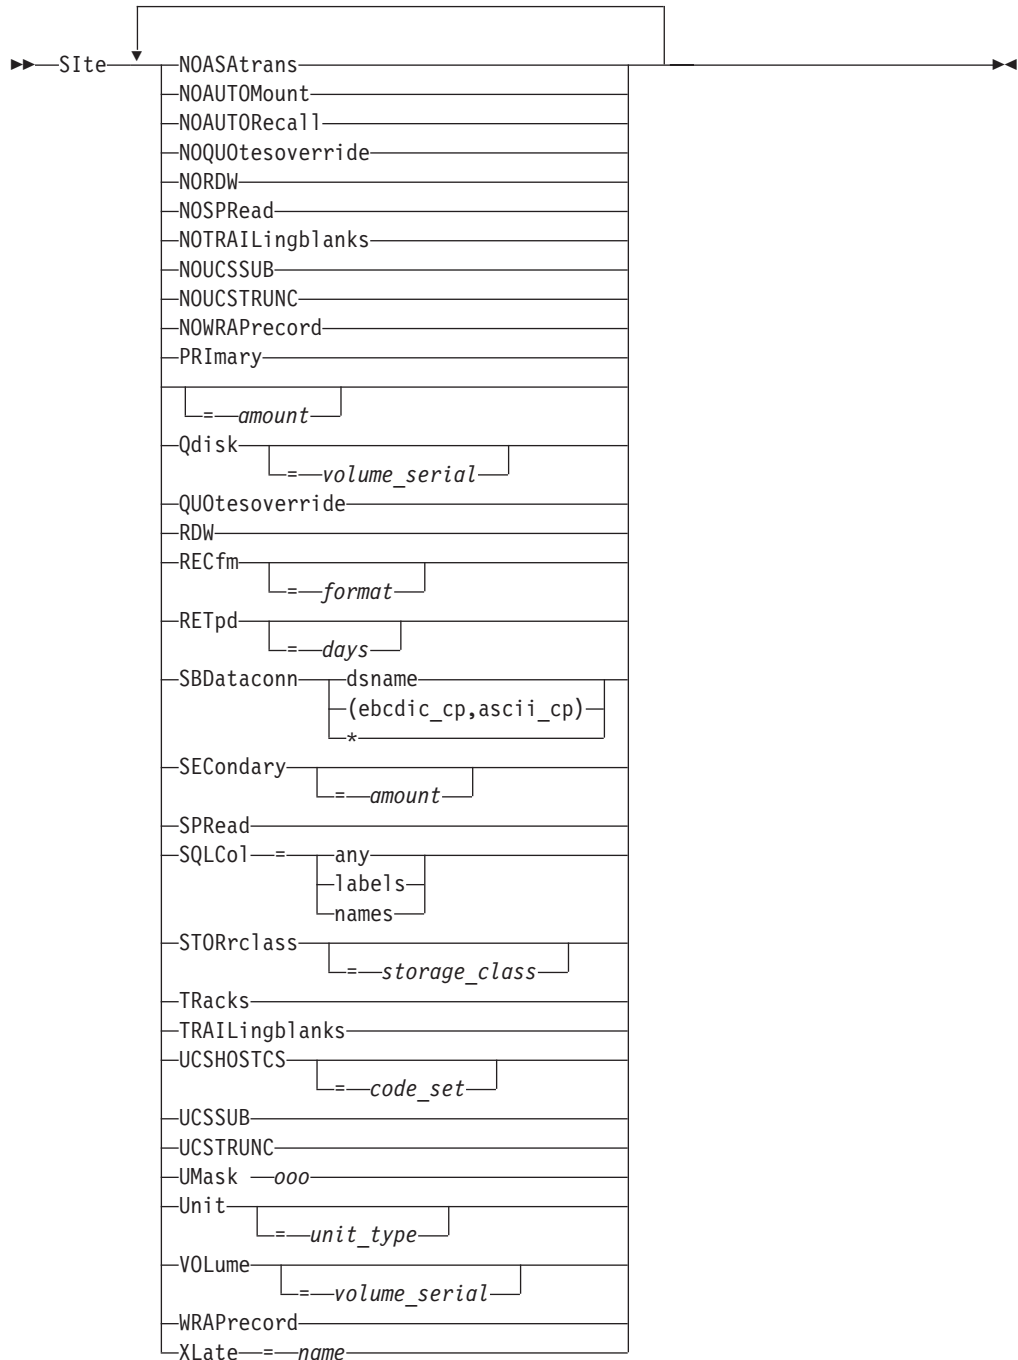 SIte NOASAtrans
NOAUTOMount
NOAUTORecall
NOQUOtesoverride
NORDW
NOSPRead
NOTRAILingblanks
NOUCSSUB
NOUCSTRUNC
NOWRAPrecord
PRImary
=amount
Qdisk
=volume_serial
QUOtesoverride
RDW
RECfm
=format
RETpd
=days
SBDataconn dsname
(ebcdic_cp,ascii_cp)
*
SECondary
=amount
SPRead
SQLCol = any
labels
names
STORrclass
=storage_class
TRacks
TRAILingblanks
UCSHOSTCS
=code_set
UCSSUB
UCSTRUNC
UMask ooo
Unit
=unit_type
VOLume
=volume_serial
WRAPrecord
XLate = name